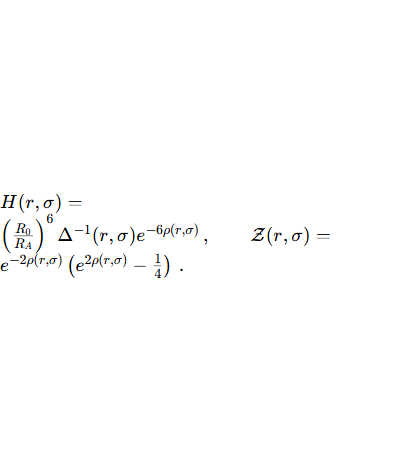 H(r, σ) =
(R₀/R_A)⁶ Δ⁻¹(r, σ)e^{−6ρ(r,σ)} , 𝒵(r, σ) =
e^{−2ρ(r,σ)} (e^{2ρ(r,σ)} − 1/4) .